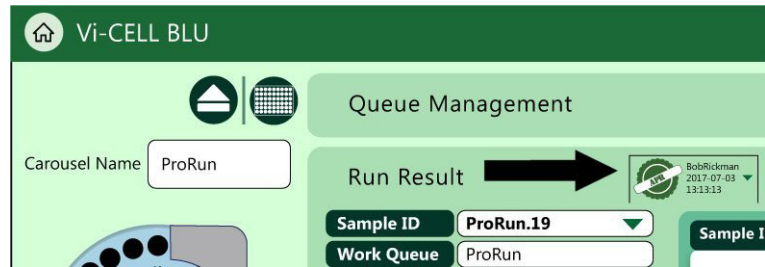 Vi-CELL BLU
Queue Management
Carousel Name
ProRun
Run Result
APR
BobRickman
2017-07-03
13:13:13
Sample ID
ProRun.19
Work Queue
ProRun
Sample I